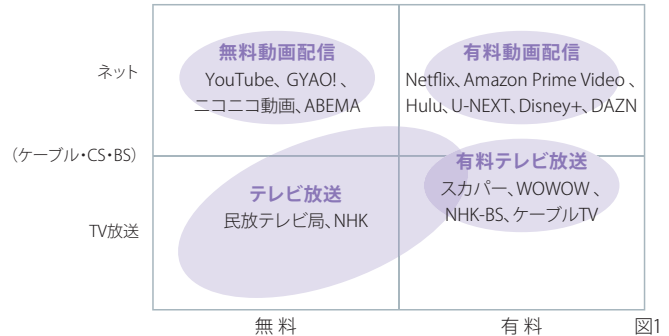 無料動画配信
YouTube、GYAO! 、
ニコニコ動画、ABEMA
有料動画配信
Netflix、Amazon Prime Video 、
Hulu、U-NEXT、Disney+、DAZN
ネット
（ケーブル・CS・BS）
テレビ放送
民放テレビ局、NHK
有料テレビ放送
スカパー、WOWOW 、
NHK-BS、ケーブルTV
TV放送
無 料
有 料
図1